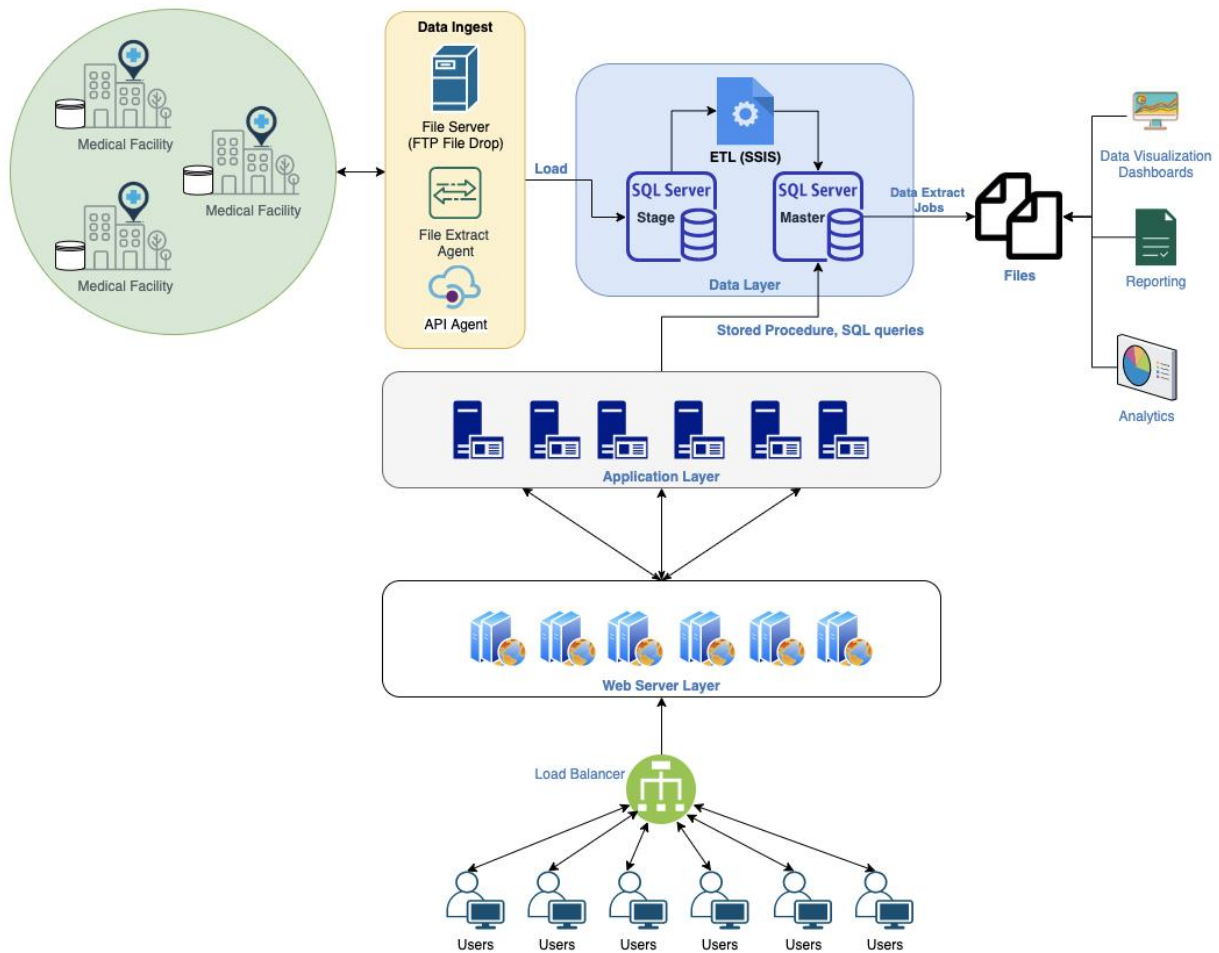 Data Ingest
File Server
(FTP File Drop)
File Extract
Agent
API Agent
Medical Facility
Medical Facility
Medical Facility
Load
ETL (SSIS)
SQL Server
Stage
SQL Server
Master
Data Layer
Data Extract
Jobs
Files
Data Visualization
Dashboards
Reporting
Analytics
Stored Procedure, SQL queries
Application Layer
Web Server Layer
Load Balancer
Users
Users
Users
Users
Users
Users